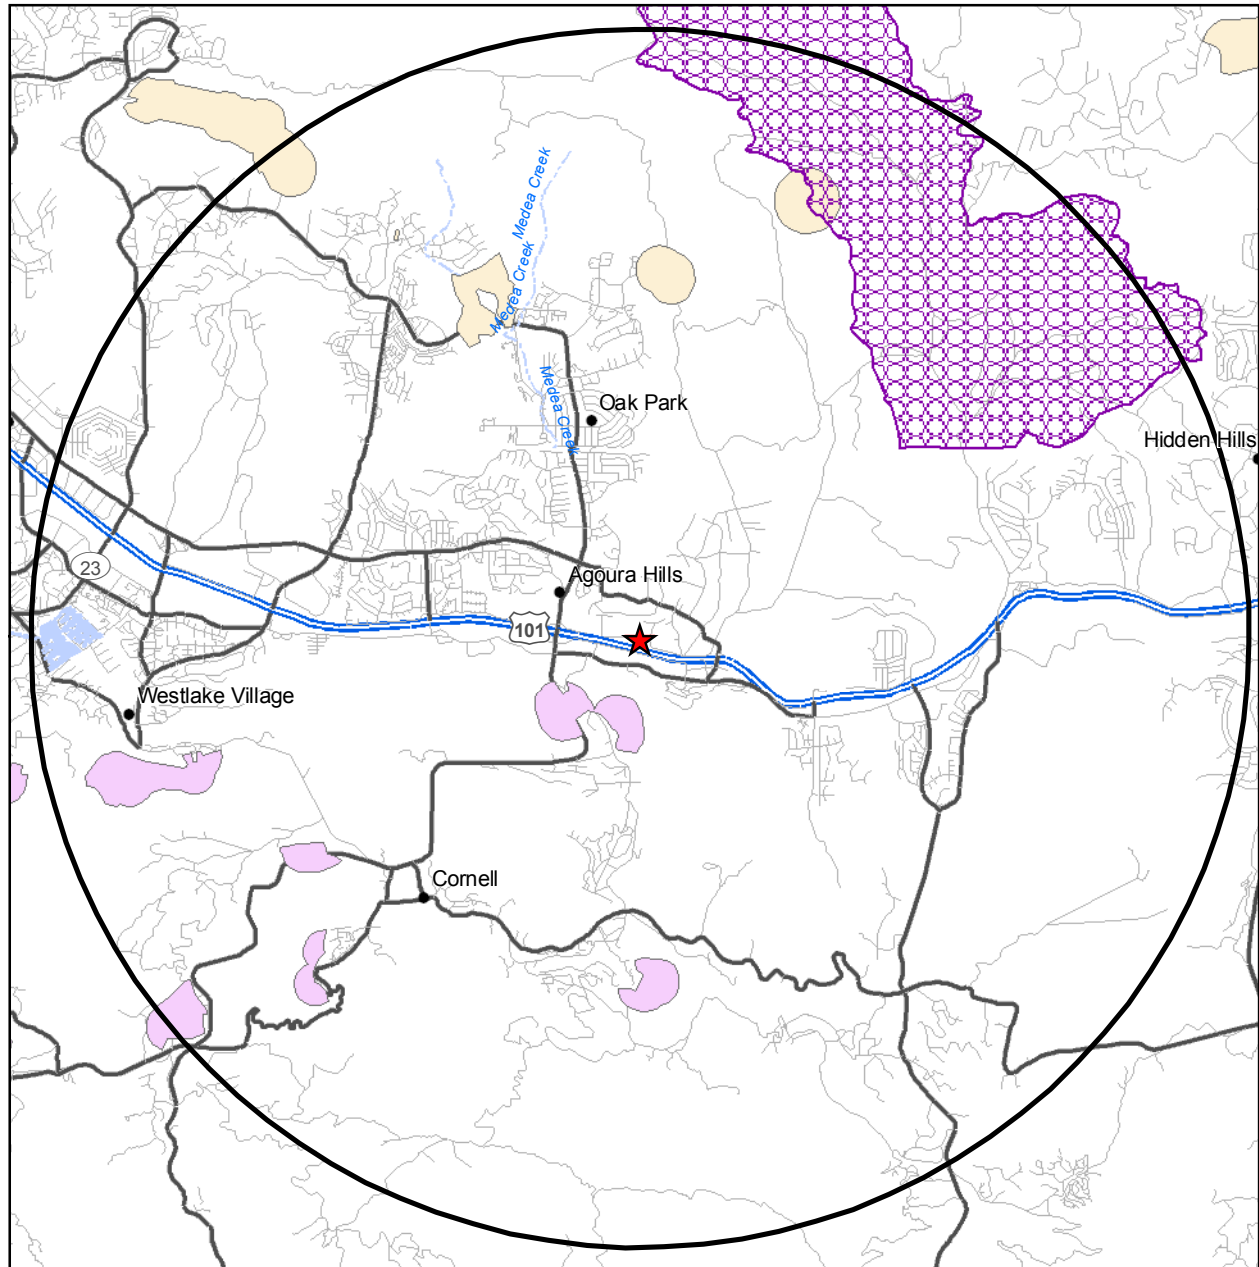 Medea Creek
Medea Creek
Medea Creek
Oak Park
Hidden Hills
23
Agoura Hills
101
Westlake Village
Cornell